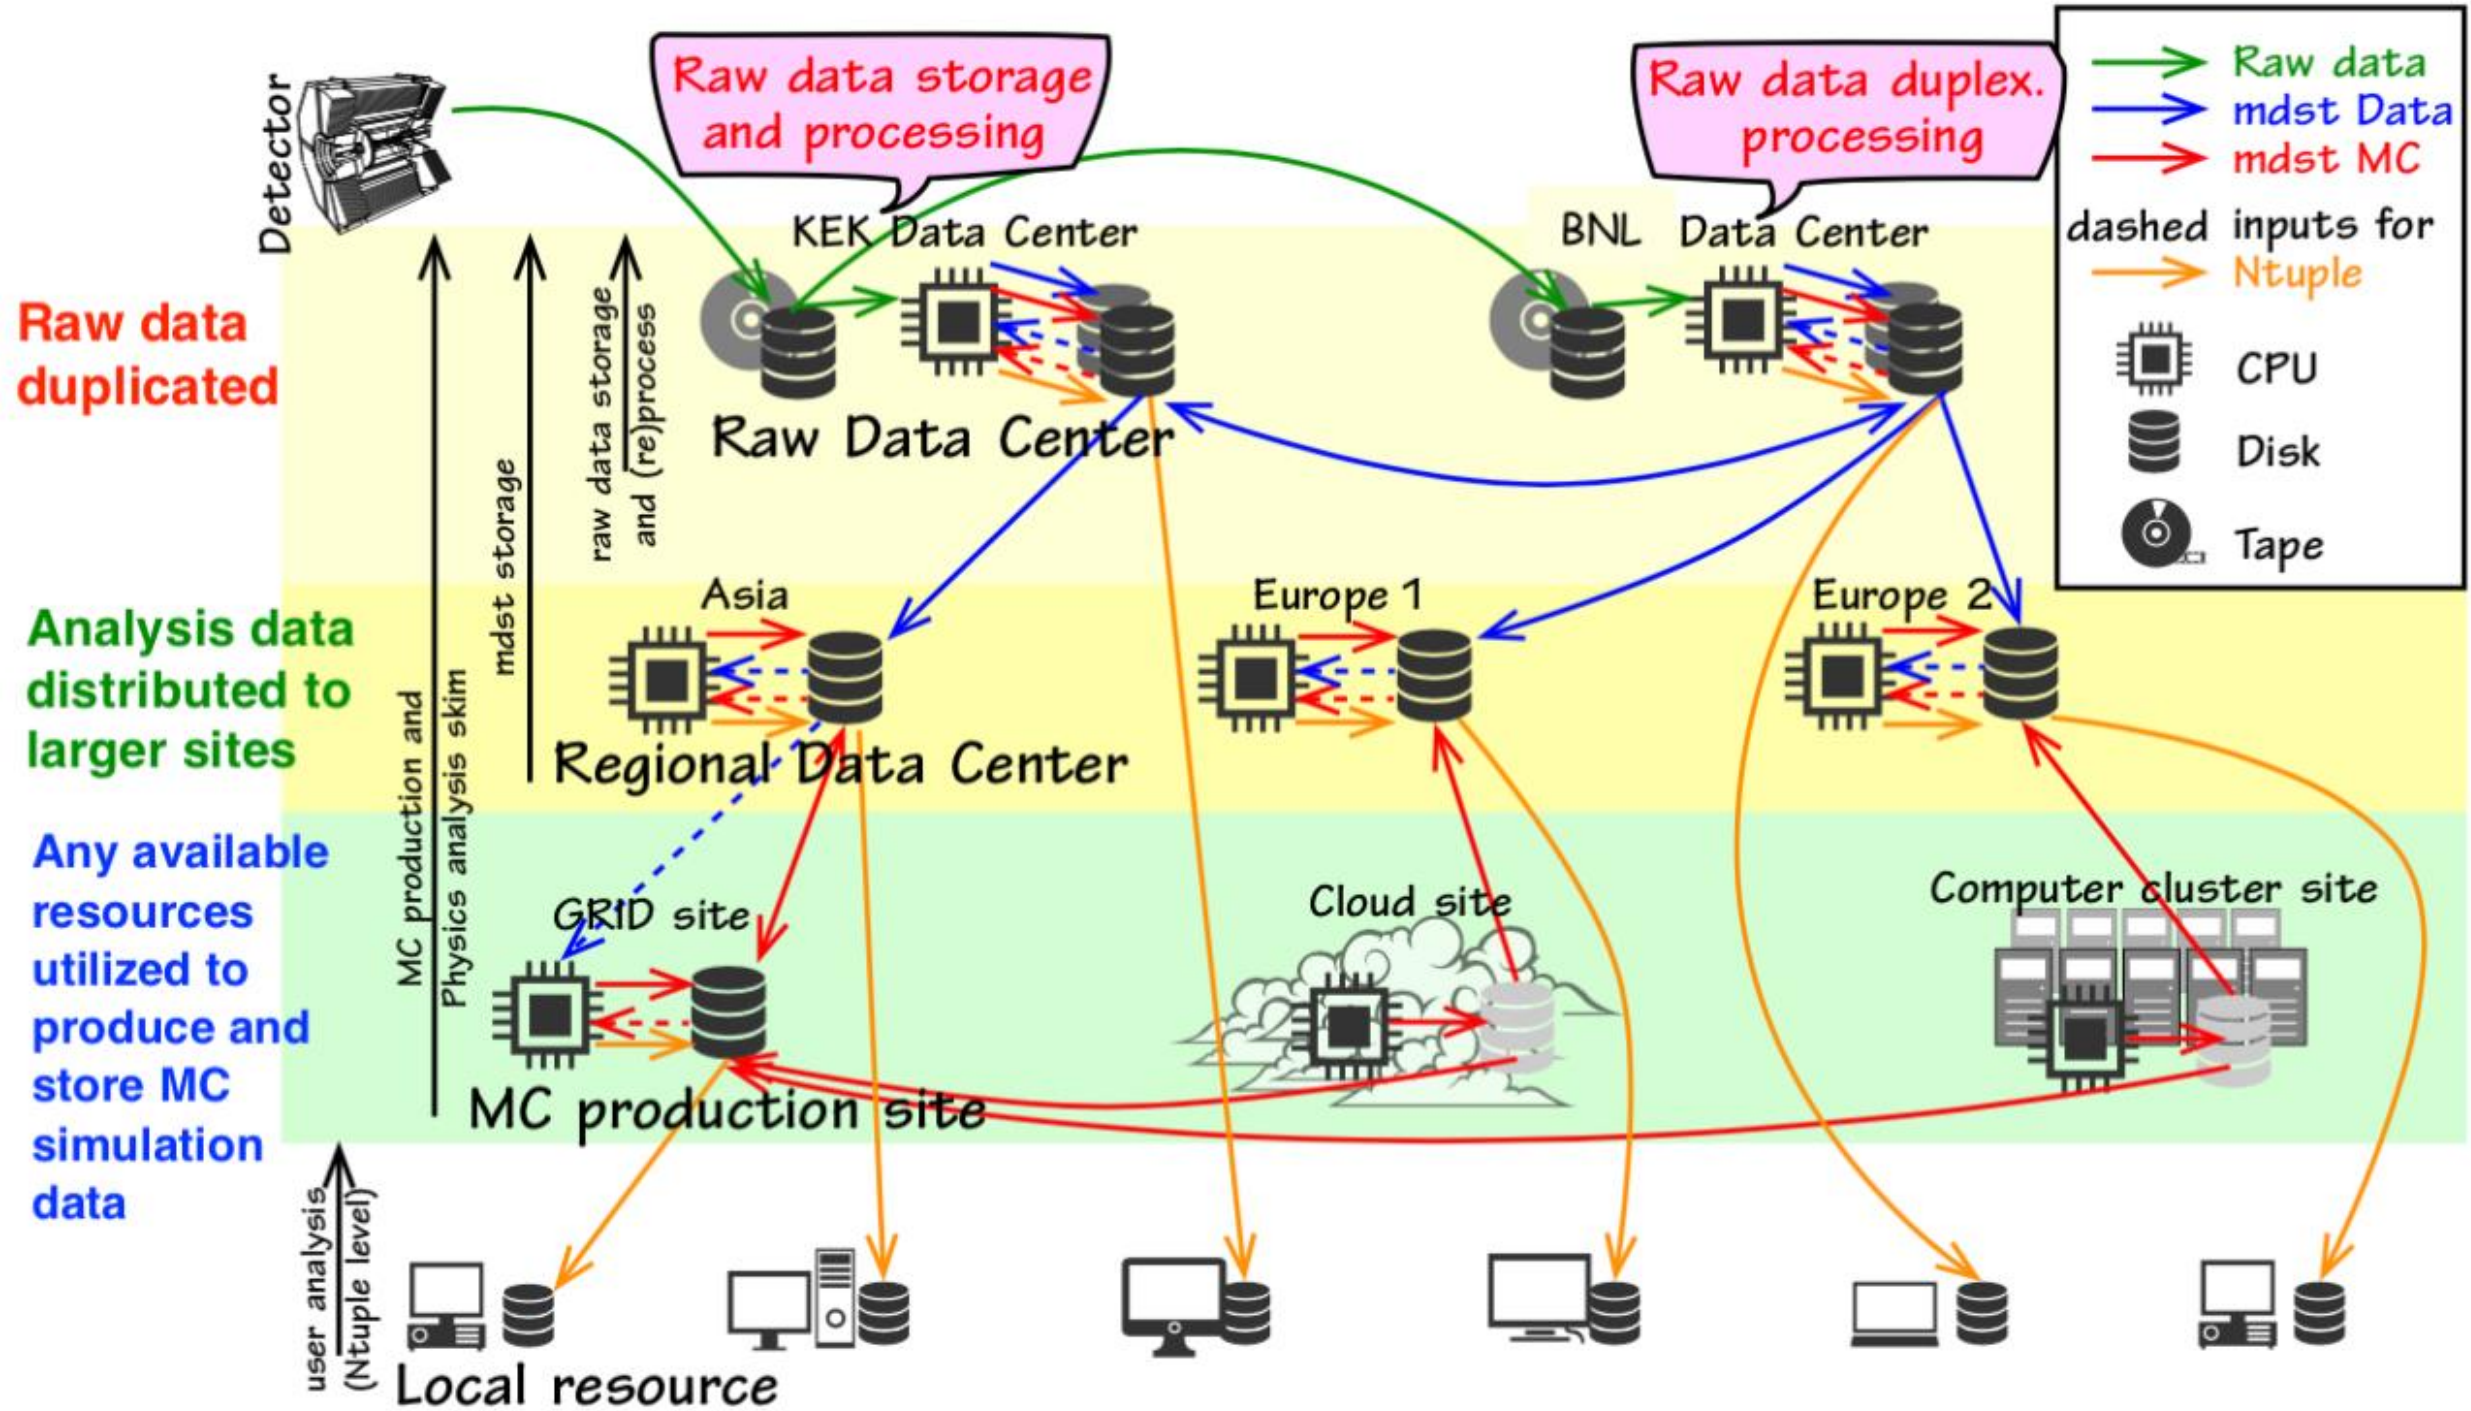 Detector
Raw data storage
and processing
Raw data duplex.
processing
Raw data
mdst Data
mdst MC
dashed inputs for
Ntuple
CPU
Disk
Tape
KEK Data Center
BNL Data Center
Raw data
duplicated
raw data storage
and (re)process
Raw Data Center
mdst storage
Analysis data
distributed to
larger sites
Asia
Europe 1
Europe 2
Regional Data Center
MC production and
Physics analysis skim
Any available
resources
utilized to
produce and
store MC
simulation
data
GRID site
Cloud site
Computer cluster site
MC production site
user analysis
(Ntuple level)
Local resource